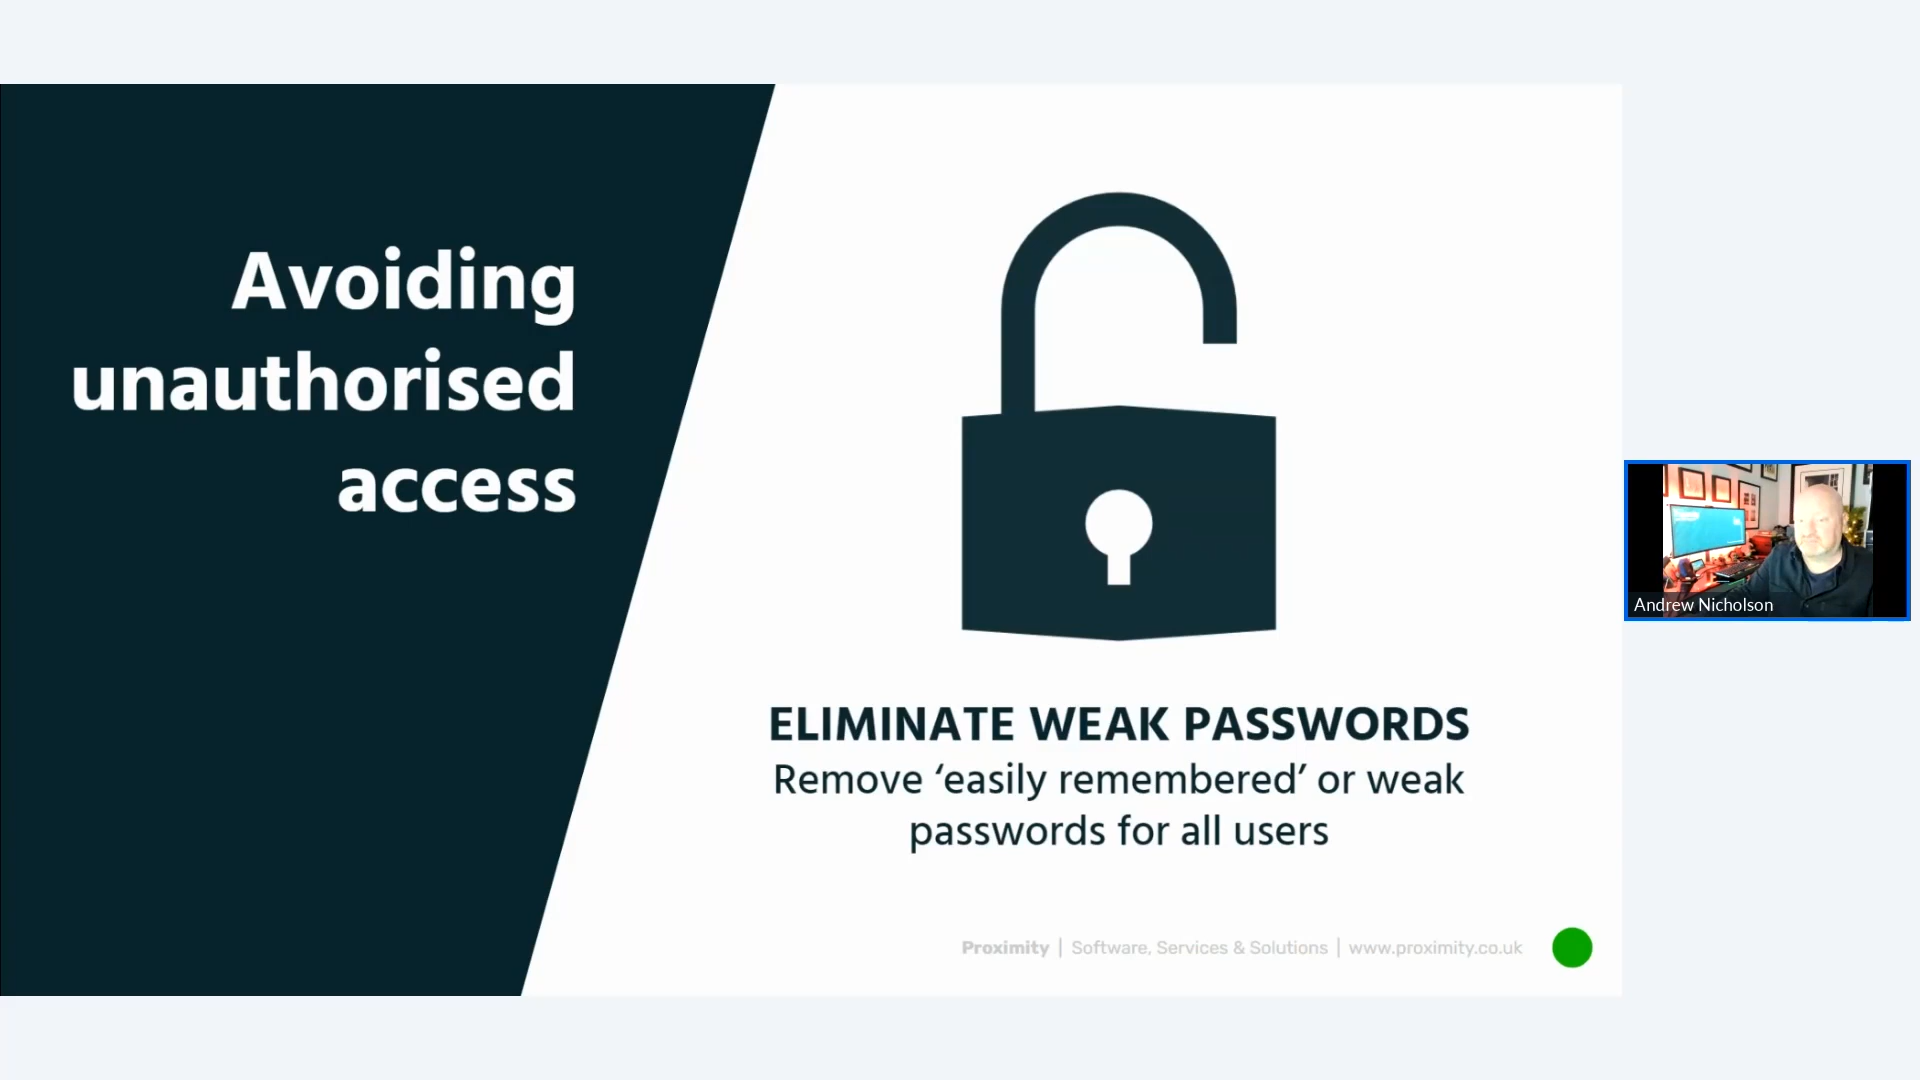 Avoiding
unauthorised
access
ELIMINATE WEAK PASSWORDS
Remove ‘easily remembered’ or weak
passwords for all users
Proximity | Software, Services & Solutions | www.proximity.co.uk
Andrew Nicholson